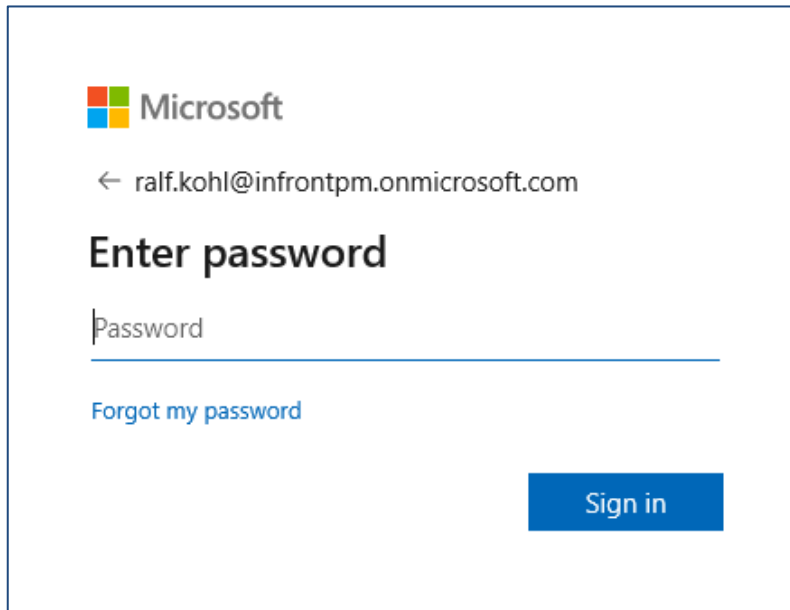 Microsoft
← ralf.kohl@infrontpm.onmicrosoft.com
Enter password
Password
Forgot my password
Sign in